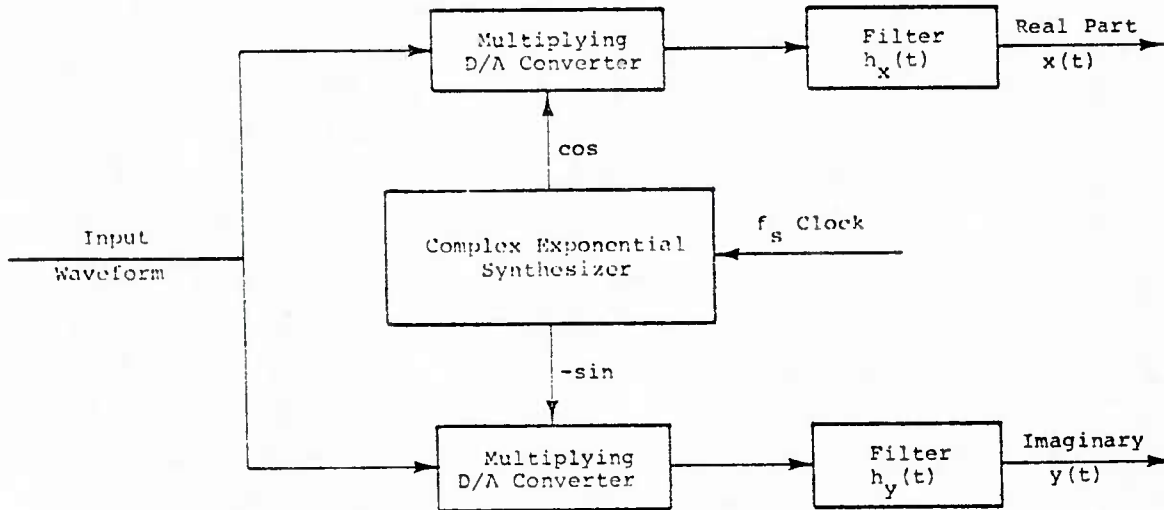 Multiplying
D/A Converter
Filter
h_x(t)
Real Part
x(t)
cos
Input
Waveform
Complex Exponential
Synthesizer
f_s Clock
-sin
Multiplying
D/A Converter
Filter
h_y(t)
Imaginary
y(t)